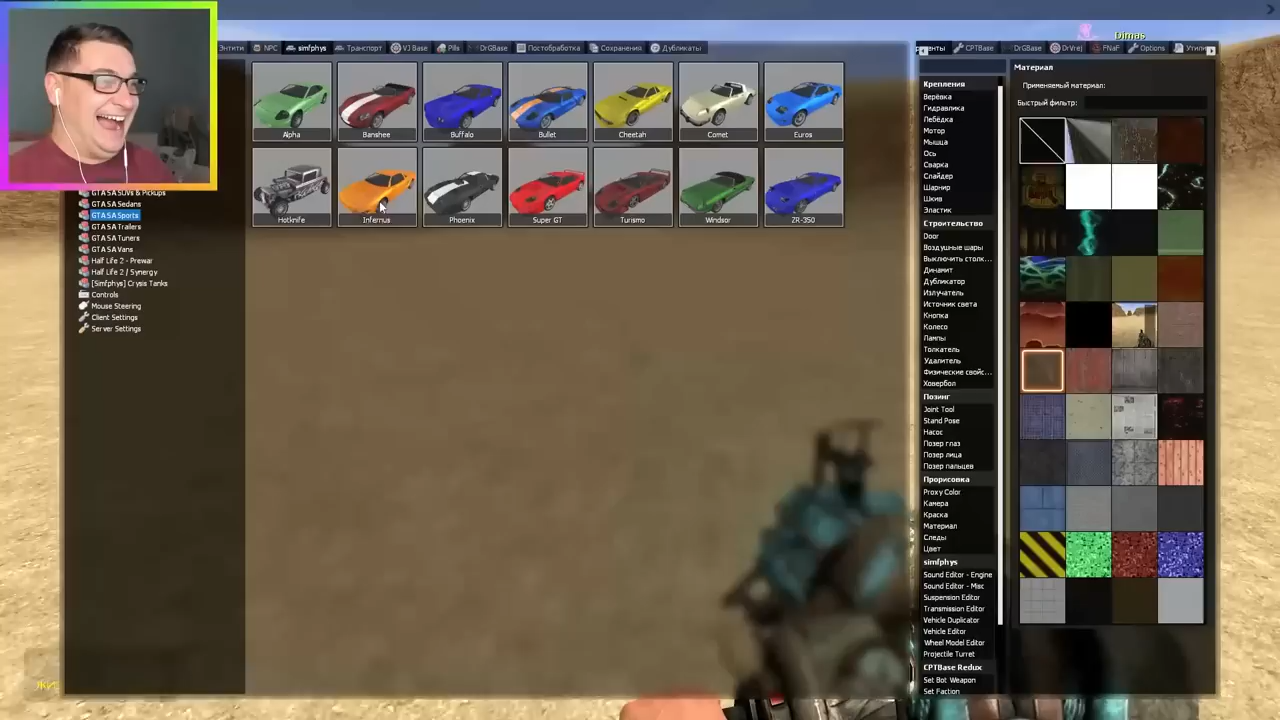 Dimas
Энтити NPC simfphys Транспорт VJ Base Pills DrGBase Постобработка Сохранения Дубликаты
CPTBase DrGBase DrVrej FNaF Options
Alpha Banshee Buffalo Bullet Cheetah Comet Euros
Hotknife Infernus Phoenix Super GT Turismo Windsor ZR-350
GTA SA SUVs & Pickups
GTA SA Sedans
GTA SA Sports
GTA SA Trailers
GTA SA Tuners
GTA SA Vans
Half Life 2 - Prewar
Half Life 2 / Synergy
[Simfphys] Crysis Tanks
Controls
Mouse Steering
Client Settings
Server Settings
Крепления
Верёвка
Гидравлика
Лебёдка
Мотор
Мышца
Ось
Сварка
Слайдер
Шарнир
Шкив
Эластик
Строительство
Door
Воздушные шары
Выключить столк...
Динамит
Дубликатор
Излучатель
Источник света
Кнопка
Колесо
Лампы
Толкатель
Удалитель
Физические свойс...
Ховербол
Позинг
Joint Tool
Stand Pose
Насос
Позер глаз
Позер лица
Позер пальцев
Прорисовка
Proxy Color
Камера
Краска
Материал
Следы
Цвет
simfphys
Sound Editor - Engine
Sound Editor - Misc
Suspension Editor
Transmission Editor
Vehicle Duplicator
Vehicle Editor
Wheel Model Editor
Projectile Turret
CPTBase Redux
Set Bot Weapon
Set Faction
Материал
Применяемый материал:
Быстрый фильтр: